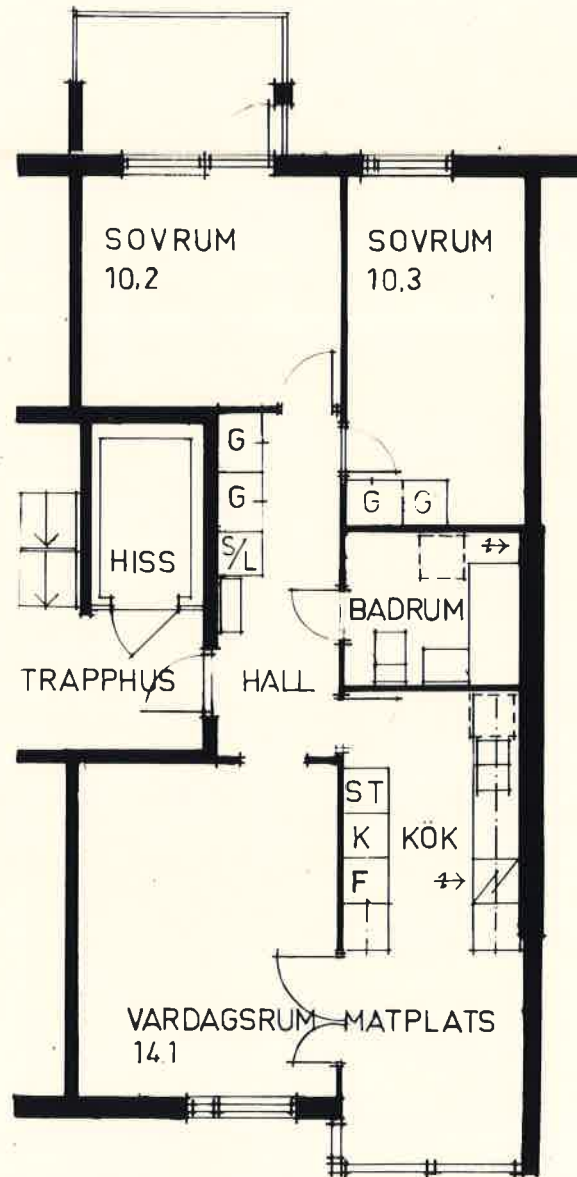 SOVRUM
10,2
SOVRUM
10,3
G
G
S/L
G
G
HISS
BADRUM
TRAPPHUS
HALL
ST
K
F
KÖK
VARDAGSRUM
14.1
MATPLATS